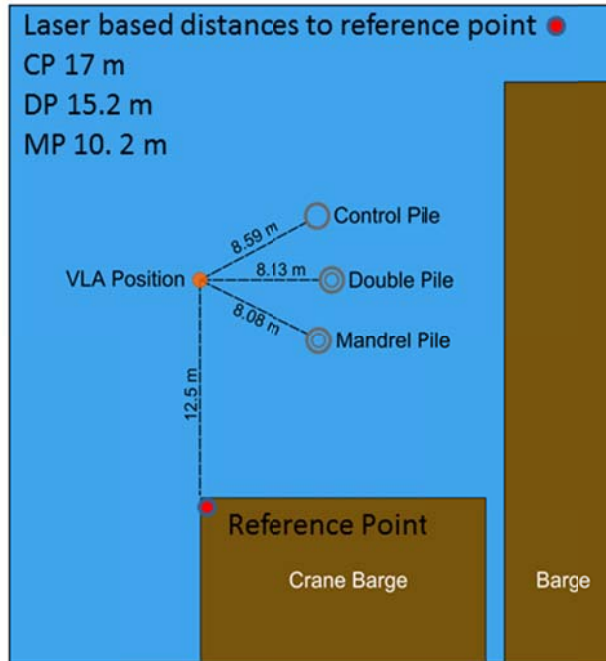 Laser based distances to reference point
CP 17 m
DP 15.2 m
MP 10. 2 m
Control Pile
8.59 m
VLA Position
8.13 m
Double Pile
8.08 m
Mandrel Pile
12.5 m
Reference Point
Crane Barge
Barge